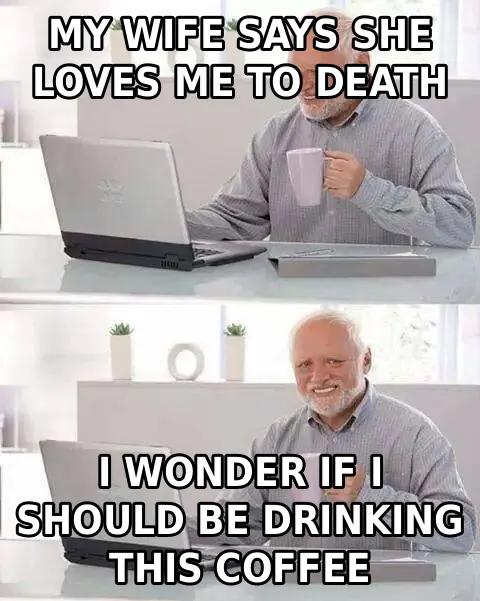 MY WIFE SAYS SHE
LOVES ME TO DEATH
I WONDER IF I
SHOULD BE DRINKING
THIS COFFEE